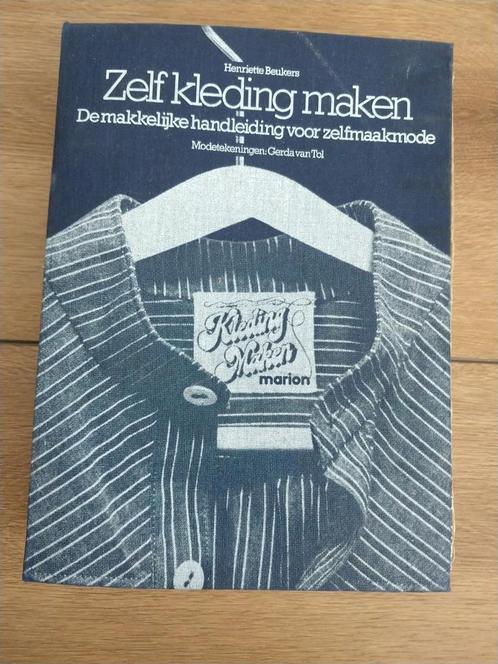 Henriette Beukers
Zelf kleding maken
De makkelijke handleiding voor zelfmaakmode
Modetekeningen: Gerda van Tol
Kleding
Maken
marion